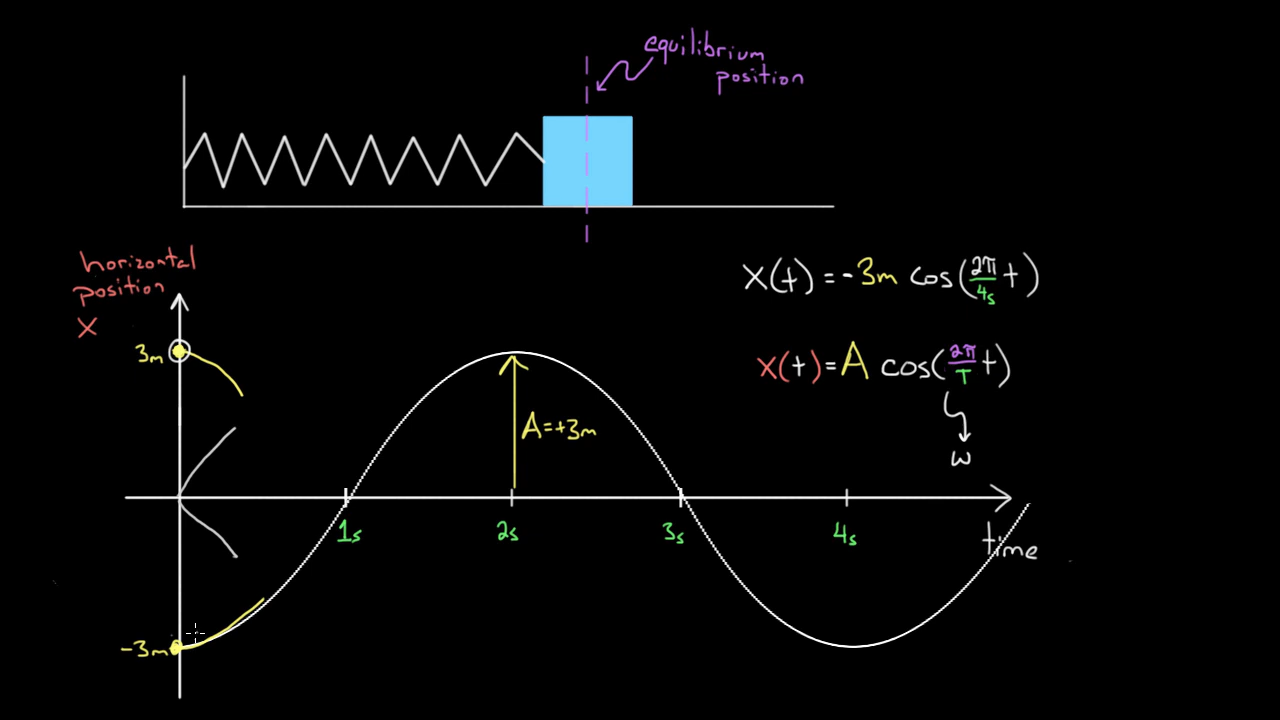 equilibrium
position
horizontal
position
x
x(t) = -3m cos(2π/4s t)
3m
x(t) = A cos(2π/T t)
A=+3m
ω
1s 2s 3s 4s
time
-3m